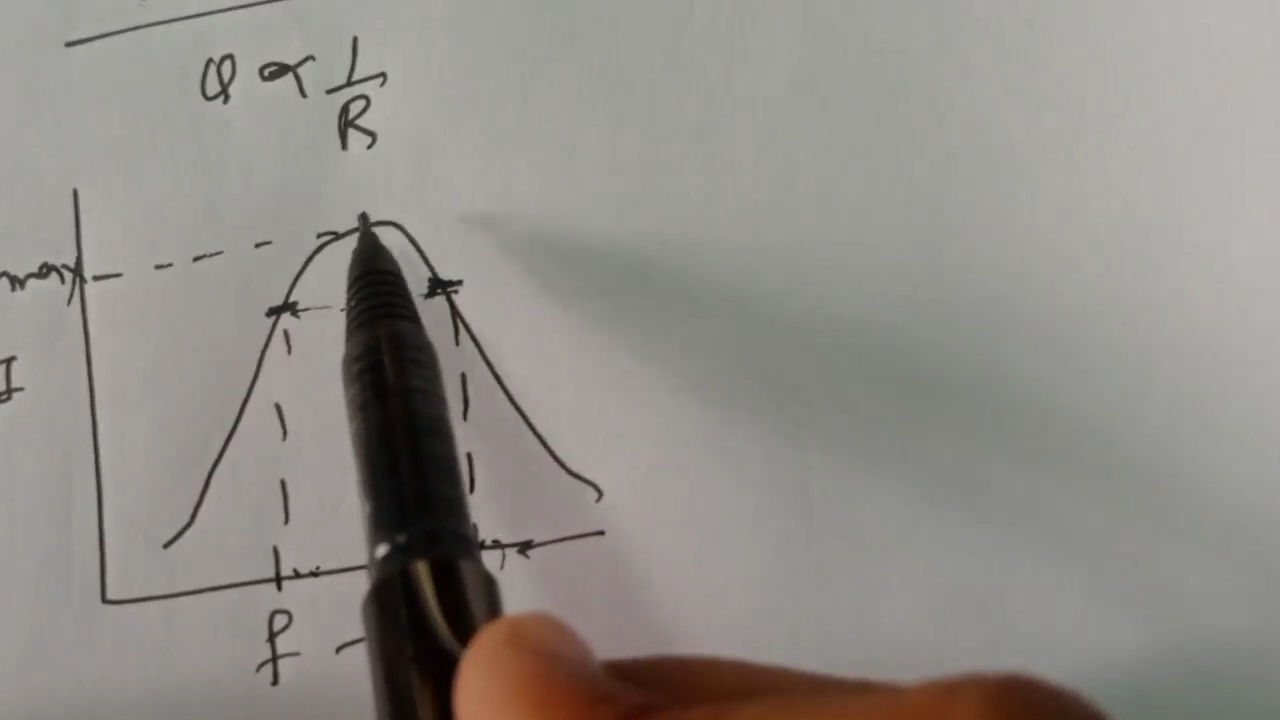 Q ∝ 1/R
max
I
f -